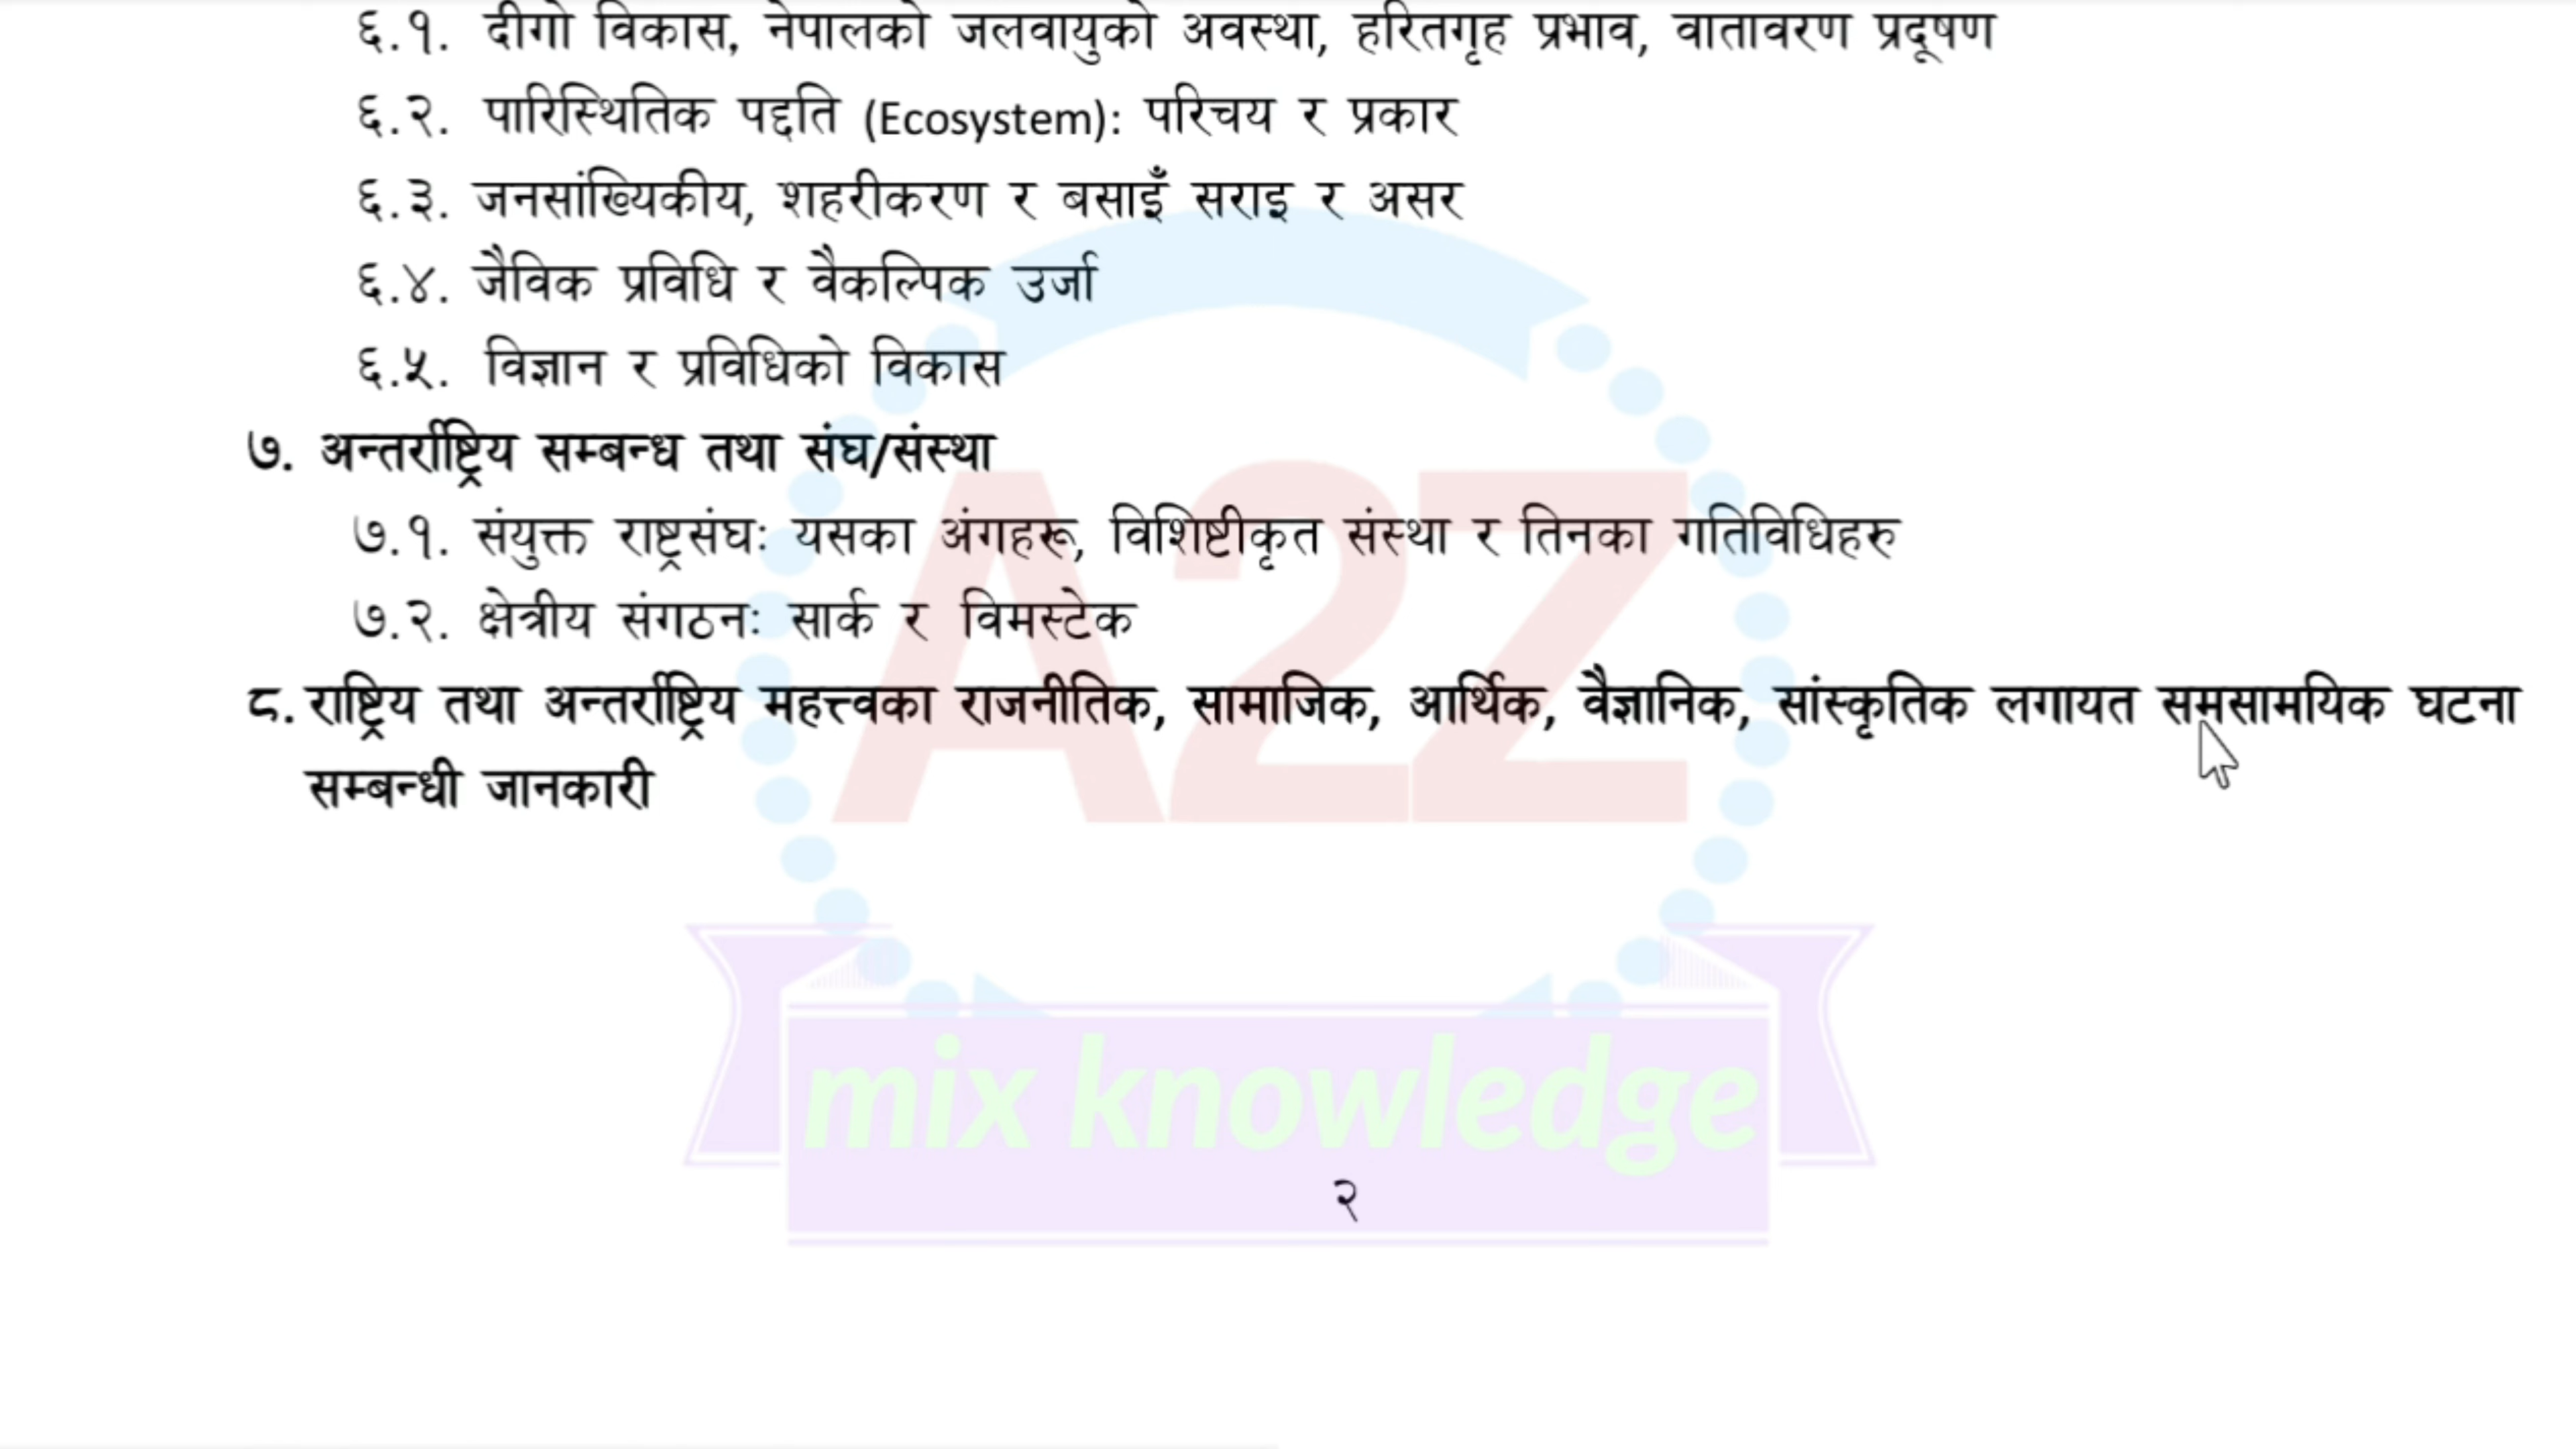 ६.१. दीगो विकास, नेपालको जलवायुको अवस्था, हरितगृह प्रभाव, वातावरण प्रदूषण
६.२. पारिस्थितिक पद्दति (Ecosystem): परिचय र प्रकार
६.३. जनसांख्यिकीय, शहरीकरण र बसाइँ सराइ र असर
६.४. जैविक प्रविधि र वैकल्पिक उर्जा
६.५. विज्ञान र प्रविधिको विकास
७. अन्तर्राष्ट्रिय सम्बन्ध तथा संघ/संस्था
७.१. संयुक्त राष्ट्रसंघः यसका अंगहरू, विशिष्टीकृत संस्था र तिनका गतिविधिहरु
७.२. क्षेत्रीय संगठनः सार्क र विमस्टेक
८. राष्ट्रिय तथा अन्तर्राष्ट्रिय महत्त्वका राजनीतिक, सामाजिक, आर्थिक, वैज्ञानिक, सांस्कृतिक लगायत समसामयिक घटना
सम्बन्धी जानकारी
A2Z
mix knowledge
२